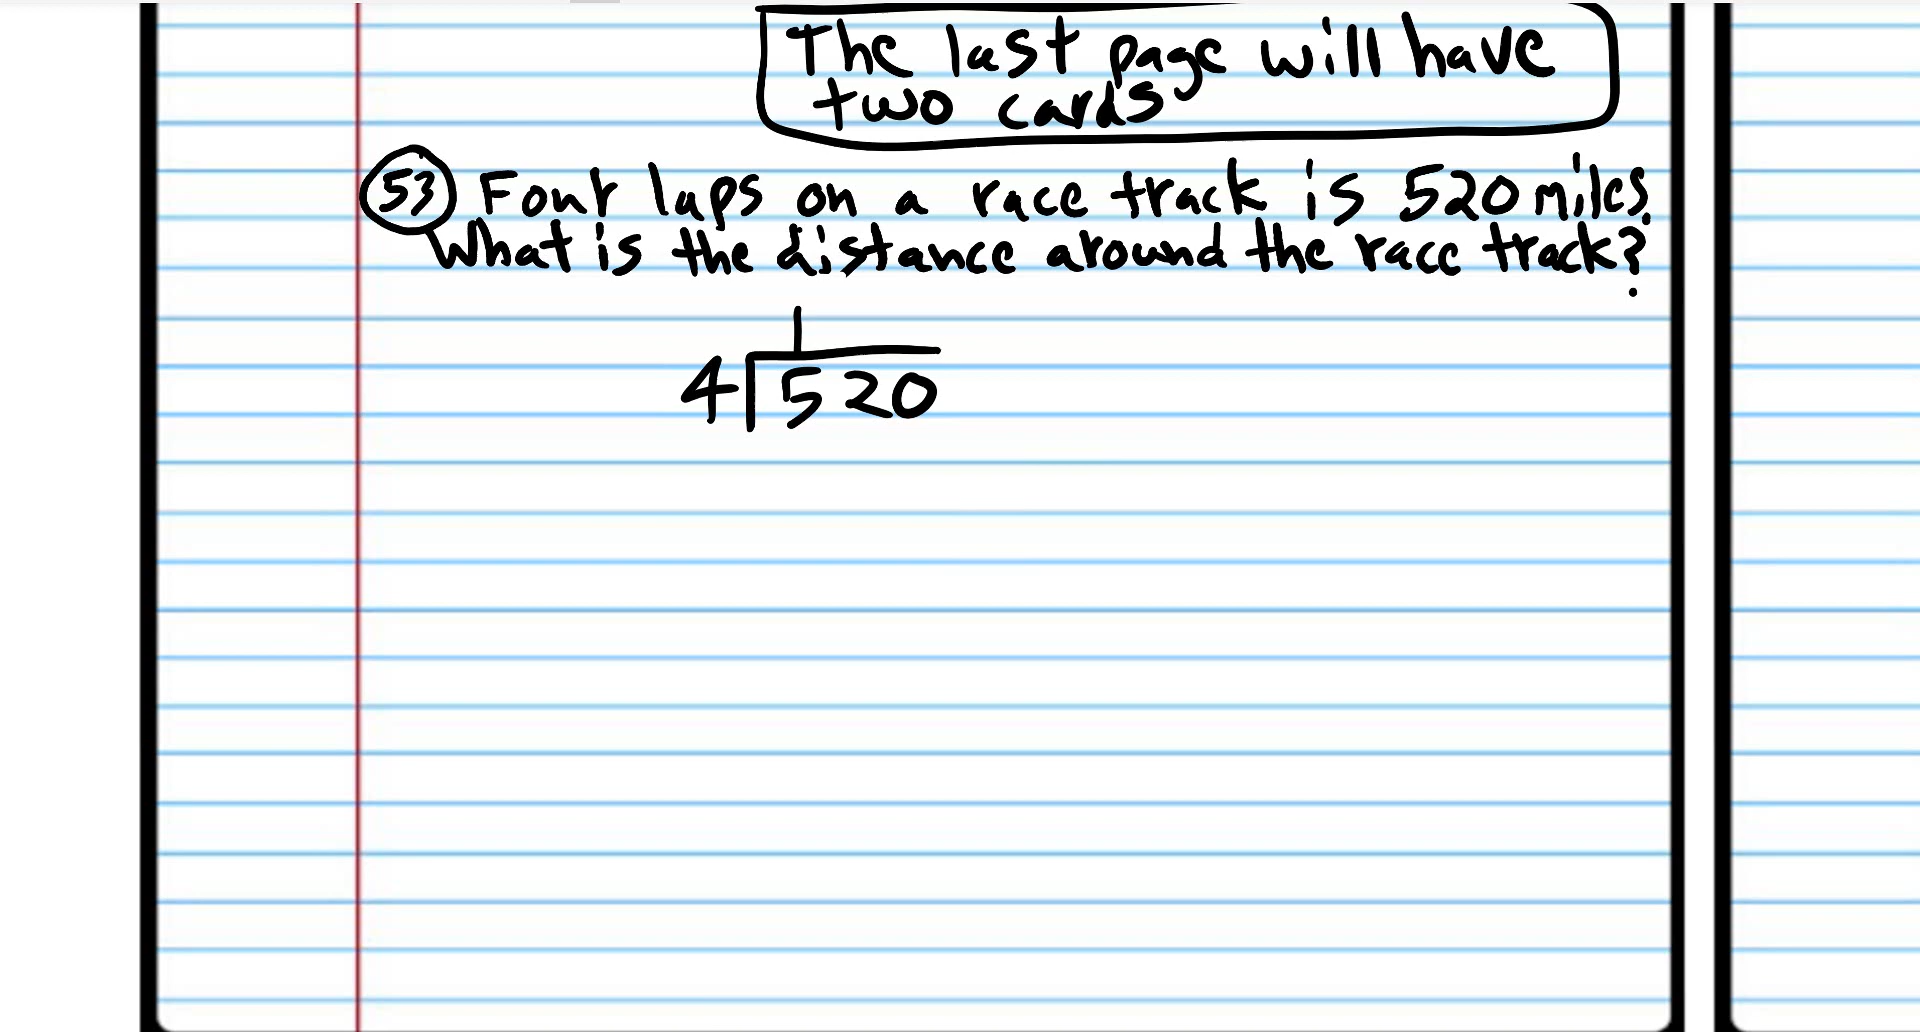 The last page will have
two cards
53 Four laps on a race track is 520 miles.
What is the distance around the race track?
1
4 520